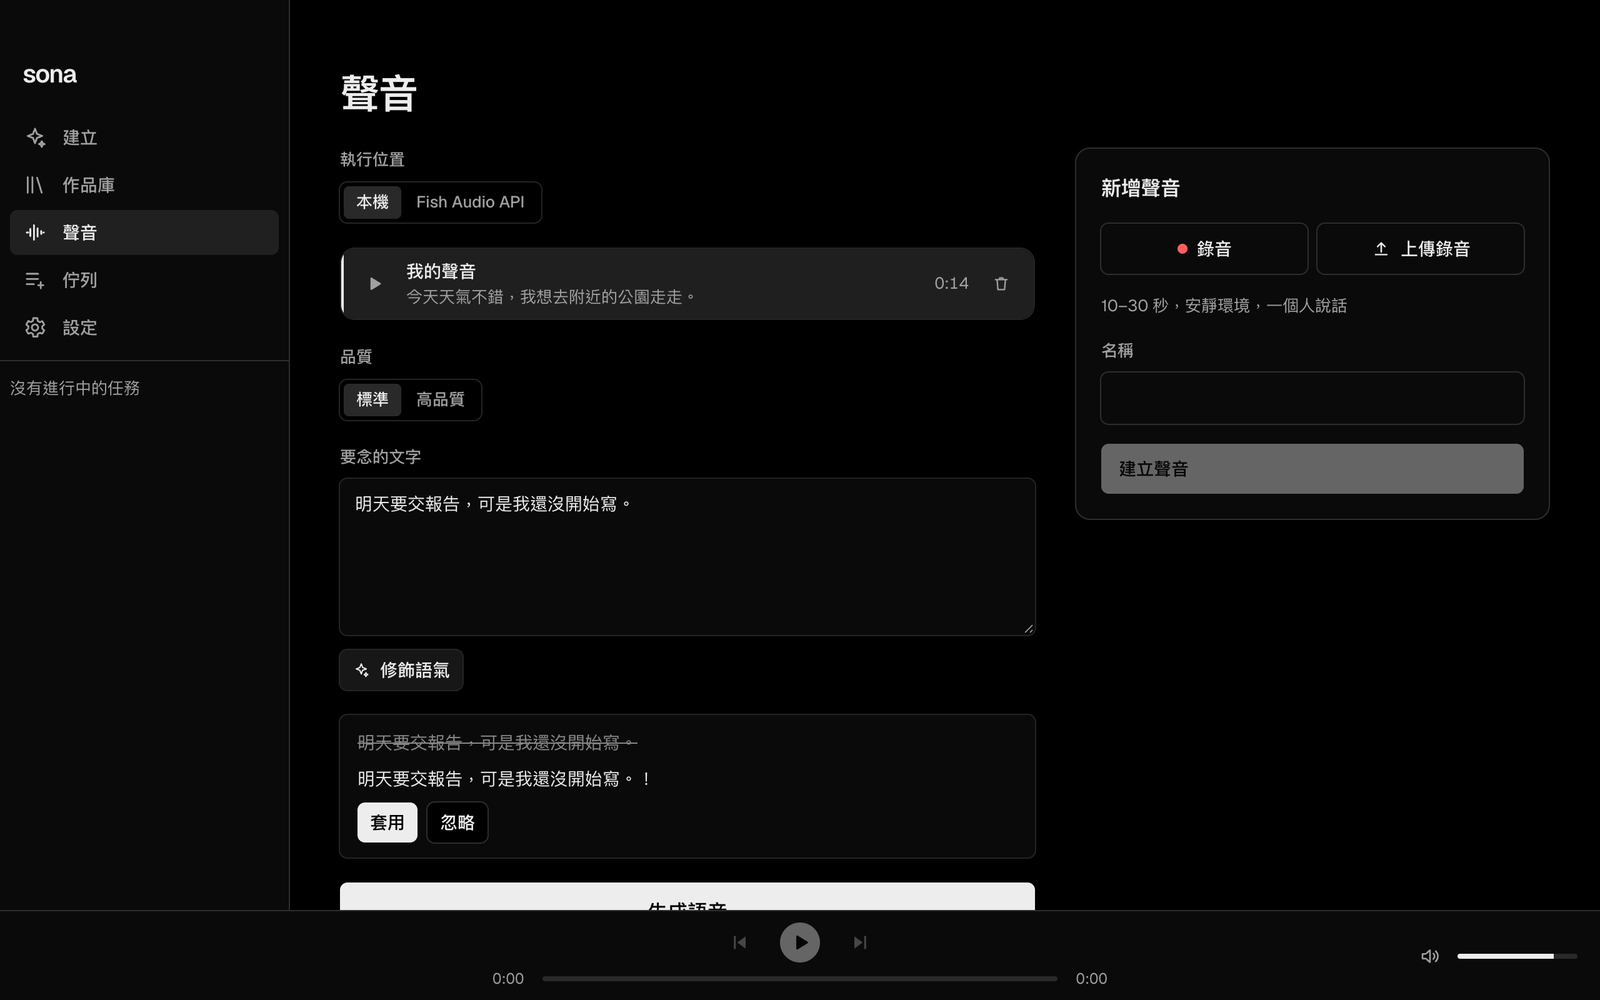 sona
建立
作品庫
聲音
佇列
設定
沒有進行中的任務
聲音
執行位置
本機
Fish Audio API
我的聲音
今天天氣不錯，我想去附近的公園走走。
0:14
品質
標準
高品質
要念的文字
明天要交報告，可是我還沒開始寫。
修飾語氣
明天要交報告，可是我還沒開始寫。
明天要交報告，可是我還沒開始寫。！
套用
忽略
生成語音
新增聲音
錄音
上傳錄音
10–30 秒，安靜環境，一個人說話
名稱
建立聲音
0:00
0:00